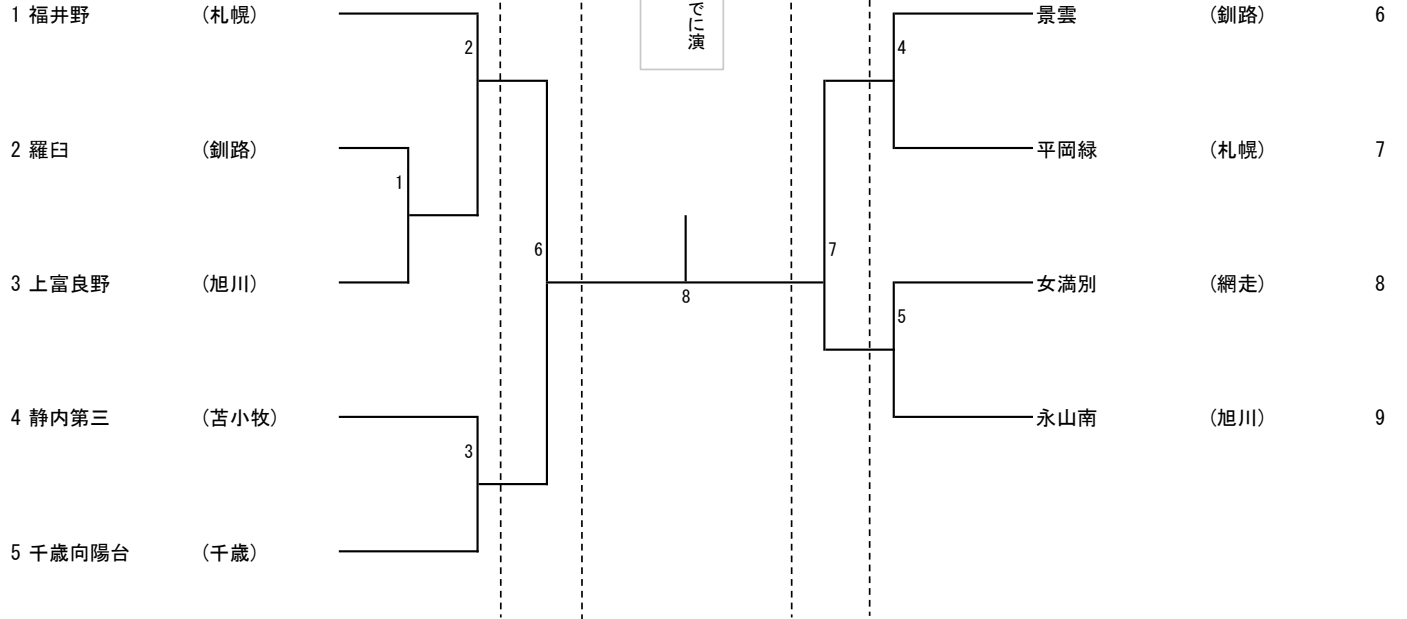 1 福井野 (札幌)
2 羅臼 (釧路)
3 上富良野 (旭川)
4 静内第三 (苫小牧)
5 千歳向陽台 (千歳)
2
1
3
6
でに演
8
7
4
5
景雲 (釧路) 6
平岡緑 (札幌) 7
女満別 (網走) 8
永山南 (旭川) 9